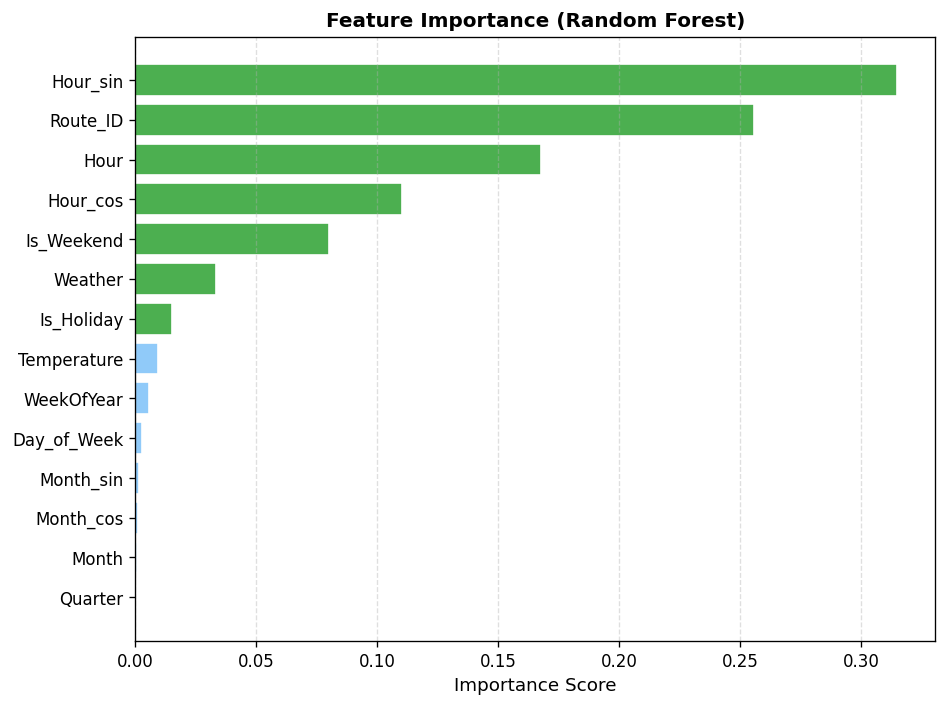 Feature Importance (Random Forest)
Hour_sin
Route_ID
Hour
Hour_cos
Is_Weekend
Weather
Is_Holiday
Temperature
WeekOfYear
Day_of_Week
Month_sin
Month_cos
Month
Quarter
0.00 0.05 0.10 0.15 0.20 0.25 0.30
Importance Score